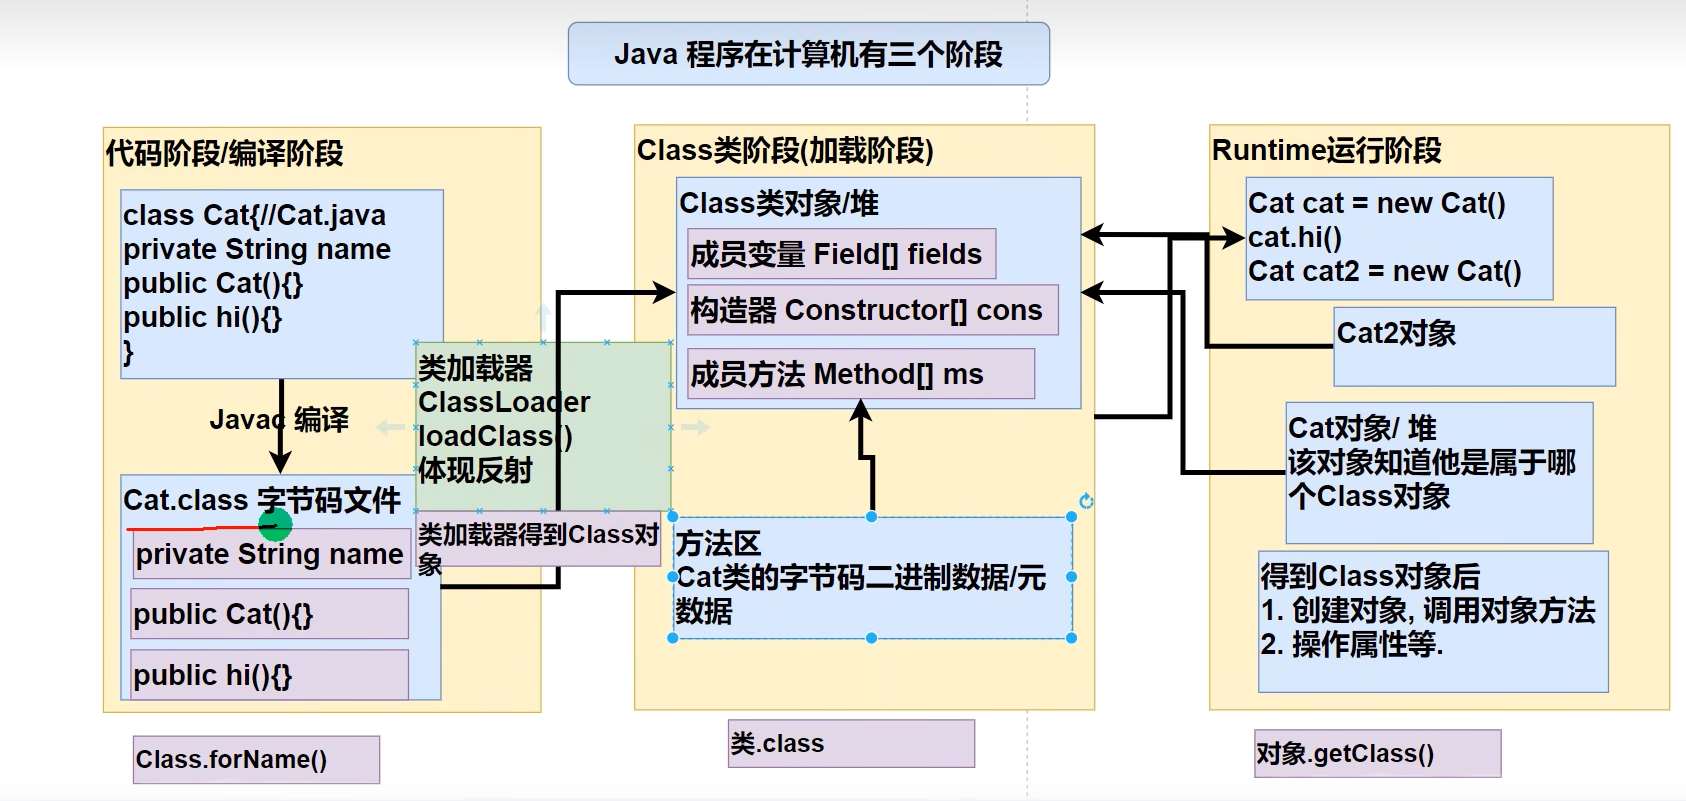 Java 程序在计算机有三个阶段
代码阶段/编译阶段
class Cat{//Cat.java
private String name
public Cat(){}
public hi(){}
}
Javac 编译
Cat.class 字节码文件
private String name
public Cat(){}
public hi(){}
Class.forName()
类加载器
ClassLoader
loadClass()
体现反射
类加载器得到Class对
象
Class类阶段(加载阶段)
Class类对象/堆
成员变量 Field[] fields
构造器 Constructor[] cons
成员方法 Method[] ms
方法区
Cat类的字节码二进制数据/元
数据
类.class
Runtime运行阶段
Cat cat = new Cat()
cat.hi()
Cat cat2 = new Cat()
Cat2对象
Cat对象/ 堆
该对象知道他是属于哪
个Class对象
得到Class对象后
1. 创建对象, 调用对象方法
2. 操作属性等.
对象.getClass()